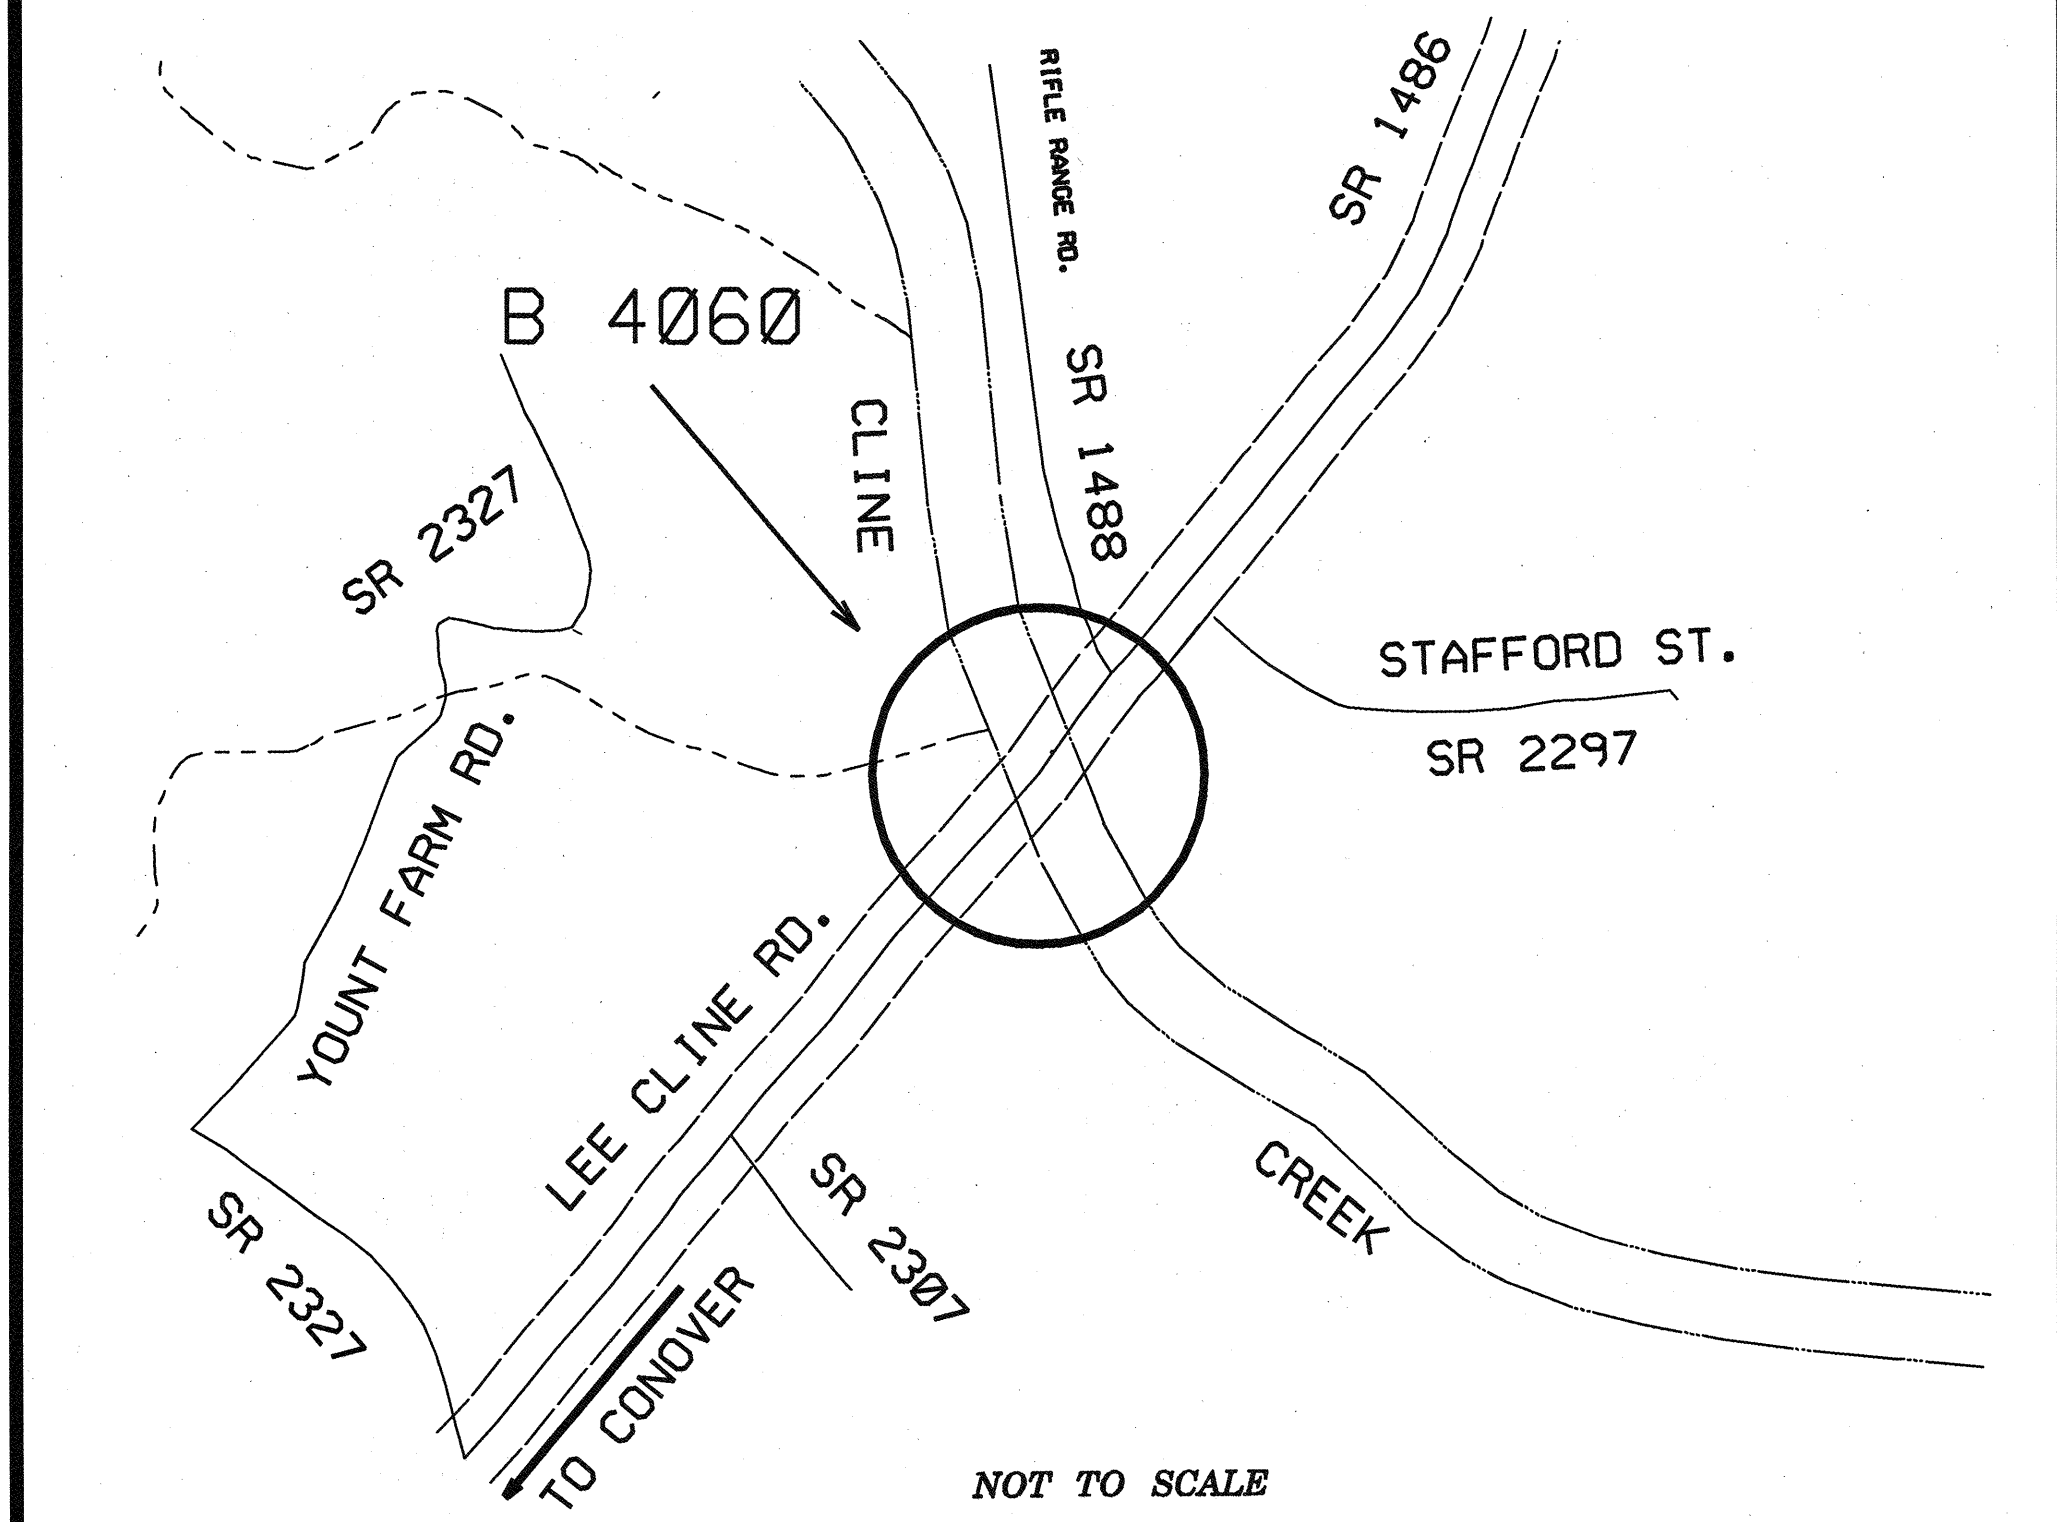 RIFLE RANGE RD.
SR 1486
B 4060
SR 1488
CLINE
SR 2327
STAFFORD ST.
SR 2297
YOUNT FARM RD.
LEE CLINE RD.
SR 2307
CREEK
SR 2327
TO CONOVER
NOT TO SCALE